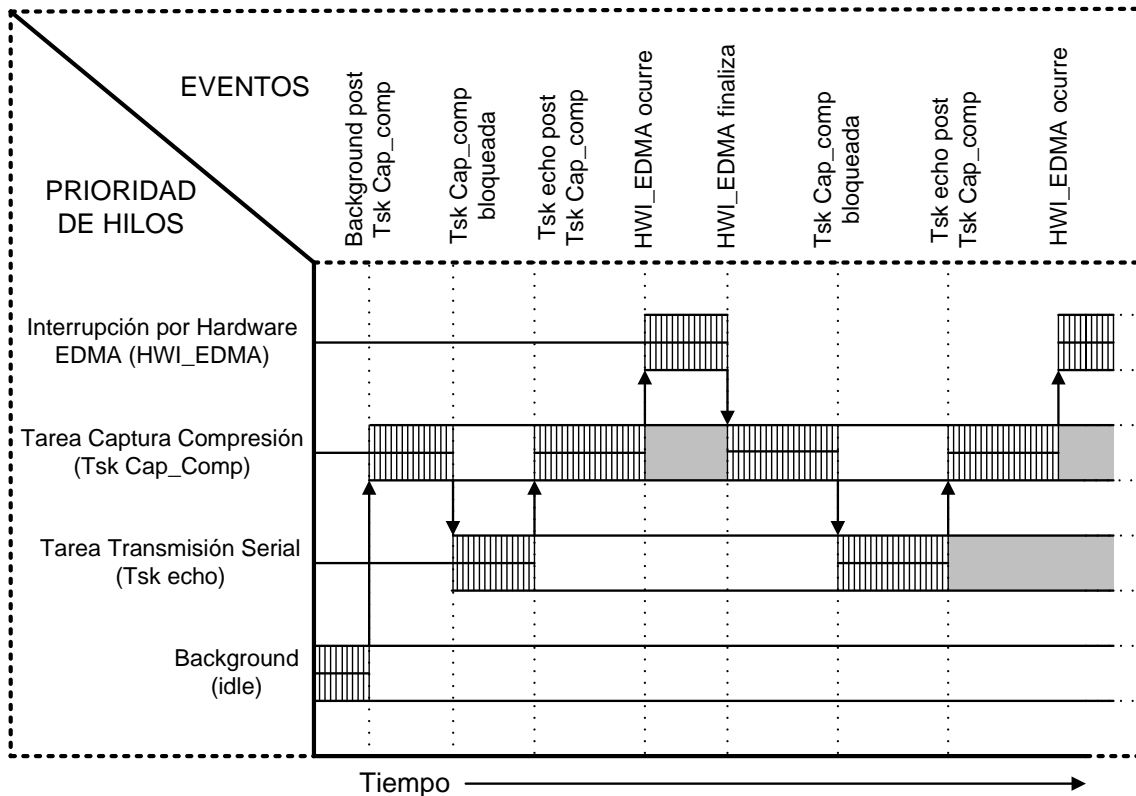 EVENTOS
PRIORIDAD
DE HILOS
Background post
Tsk Cap_comp
Tsk Cap_comp
bloqueada
Tsk echo post
Tsk Cap_comp
HWI_EDMA ocurre
HWI_EDMA finaliza
Tsk Cap_comp
bloqueada
Tsk echo post
Tsk Cap_comp
HWI_EDMA ocurre
Interrupción por Hardware
EDMA (HWI_EDMA)
Tarea Captura Compresión
(Tsk Cap_Comp)
Tarea Transmisión Serial
(Tsk echo)
Background
(idle)
Tiempo